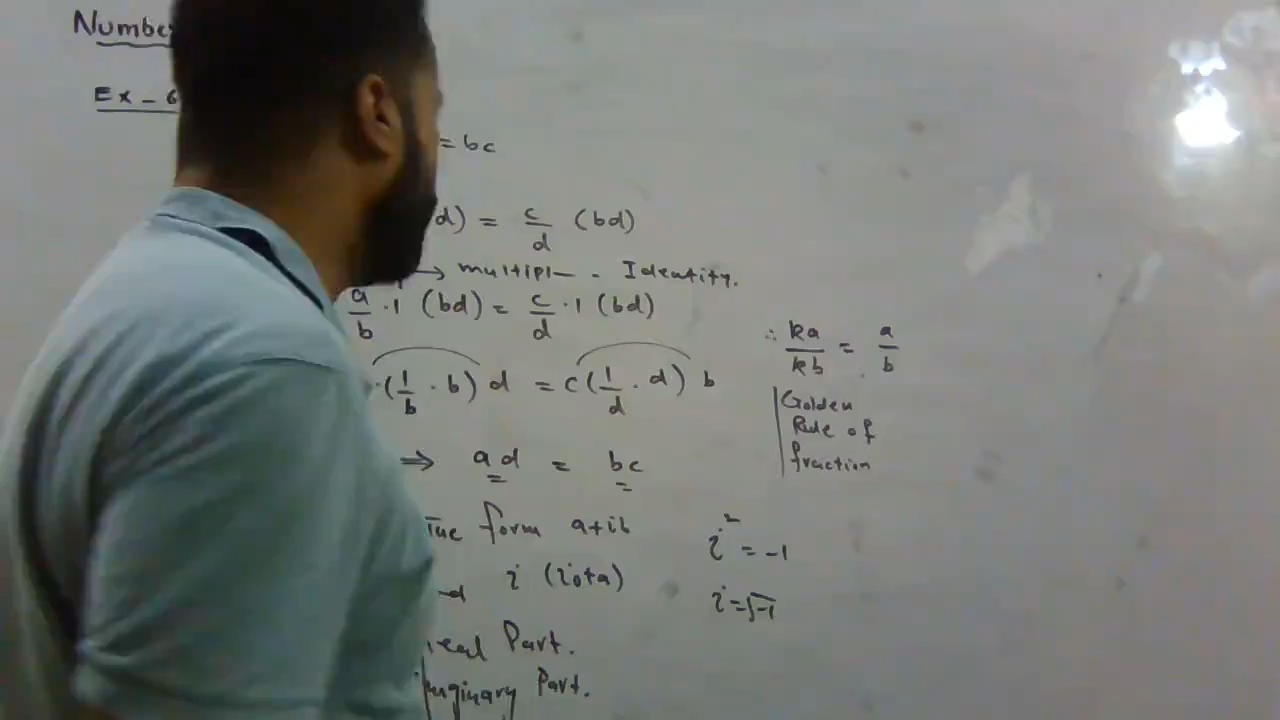 Number
Ex - 6
= bc
d) = c/d (bd)
→ multipl— - Identity.
a/b · 1 (bd) = c/d · 1 (bd)
∴ ka/kb = a/b
· (1/b · b) d = c (1/d · d) b
Golden
Rule of
fraction
⇒ ad = bc
form a+ib
i² = -1
i (iota)
i = √-1
real Part.
Imaginary Part.